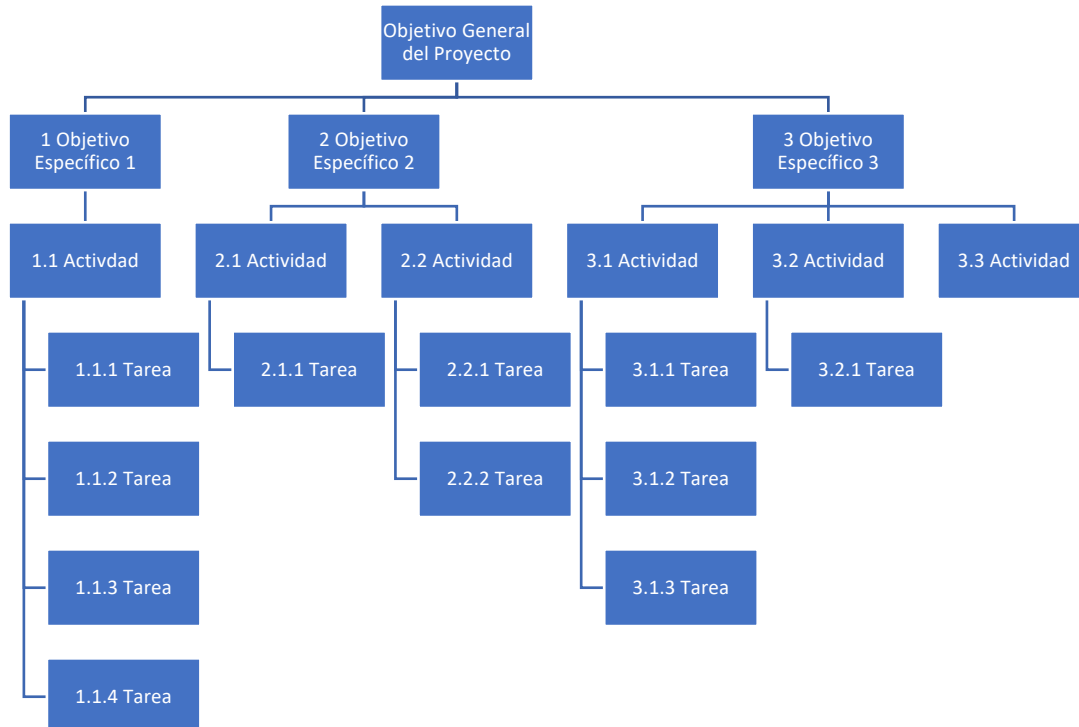 Objetivo General
del Proyecto
1 Objetivo
Específico 1
2 Objetivo
Específico 2
3 Objetivo
Específico 3
1.1 Activdad
2.1 Actividad
2.2 Actividad
3.1 Actividad
3.2 Actividad
3.3 Actividad
1.1.1 Tarea
2.1.1 Tarea
2.2.1 Tarea
3.1.1 Tarea
3.2.1 Tarea
1.1.2 Tarea
2.2.2 Tarea
3.1.2 Tarea
1.1.3 Tarea
3.1.3 Tarea
1.1.4 Tarea